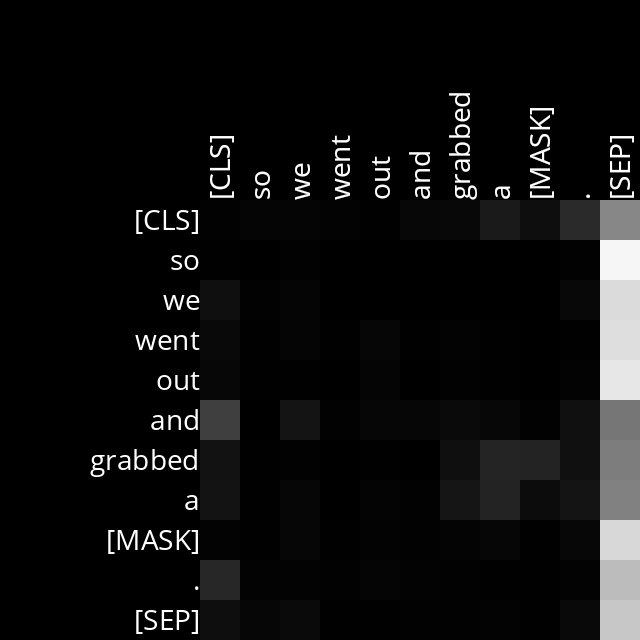 [CLS] so we went out and grabbed a [MASK] . [SEP]
[CLS]
so
we
went
out
and
grabbed
a
[MASK]
.
[SEP]